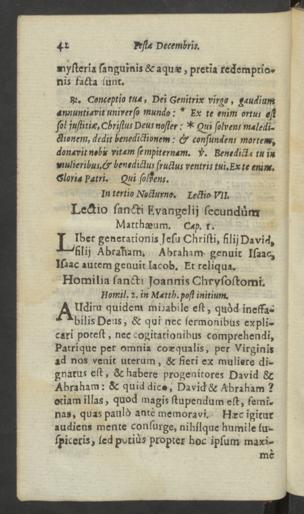 42 Festa Decembris.
mysteria sanguinis & aquæ, pretia redemptio-
nis facta sunt.
℞. Conceptio tua, Dei Genitrix virgo, gaudium
annuntiavit universo mundo: * Ex te enim ortus est
sol justitiæ, Christus Deus noster: * Qui solvens maledi-
ctionem, dedit benedictionem: & confundens mortem,
donavit nobis vitam sempiternam. ℣. Benedicta tu in
mulieribus, & benedictus fructus ventris tui. Ex te enim.
Gloria Patri. Qui solvens.
In tertio Nocturno. Lectio VII.
Lectio sancti Evangelij secundùm
Matthæum. Cap. 1.
LIber generationis Jesu Christi, filij David,
filij Abraham. Abraham genuit Isaac,
Isaac autem genuit Iacob. Et reliqua.
Homilia sancti Joannis Chrysostomi.
Homil. 2. in Matth. post initium.
AUdire quidem mirabile est, quòd ineffa-
bilis Deus, & qui nec sermonibus expli-
cari potest, nec cogitationibus comprehendi,
Patrique per omnia coæqualis, per Virginis
ad nos venit uterum, & fieri ex muliere di-
gnatus est, & habere progenitores David &
Abraham: & quid dico, David & Abraham?
etiam illas, quod magis stupendum est, femi-
nas, quas paulò antè memoravi. Hæc igitur
audiens mente consurge, nihilque humile su-
spiceris, sed potiùs propter hoc ipsum maxi-
mè